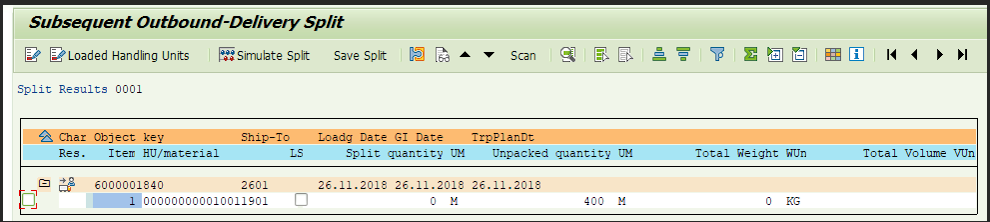 Subsequent Outbound-Delivery Split
Loaded Handling Units Simulate Split Save Split Scan
Split Results 0001
Char Object key Ship-To Loadg Date GI Date TrpPlanDt
Res. Item HU/material LS Split quantity UM Unpacked quantity UM Total Weight WUn Total Volume VUn
6000001840 2601 26.11.2018 26.11.2018 26.11.2018
1 000000000010011901 0 M 400 M 0 KG